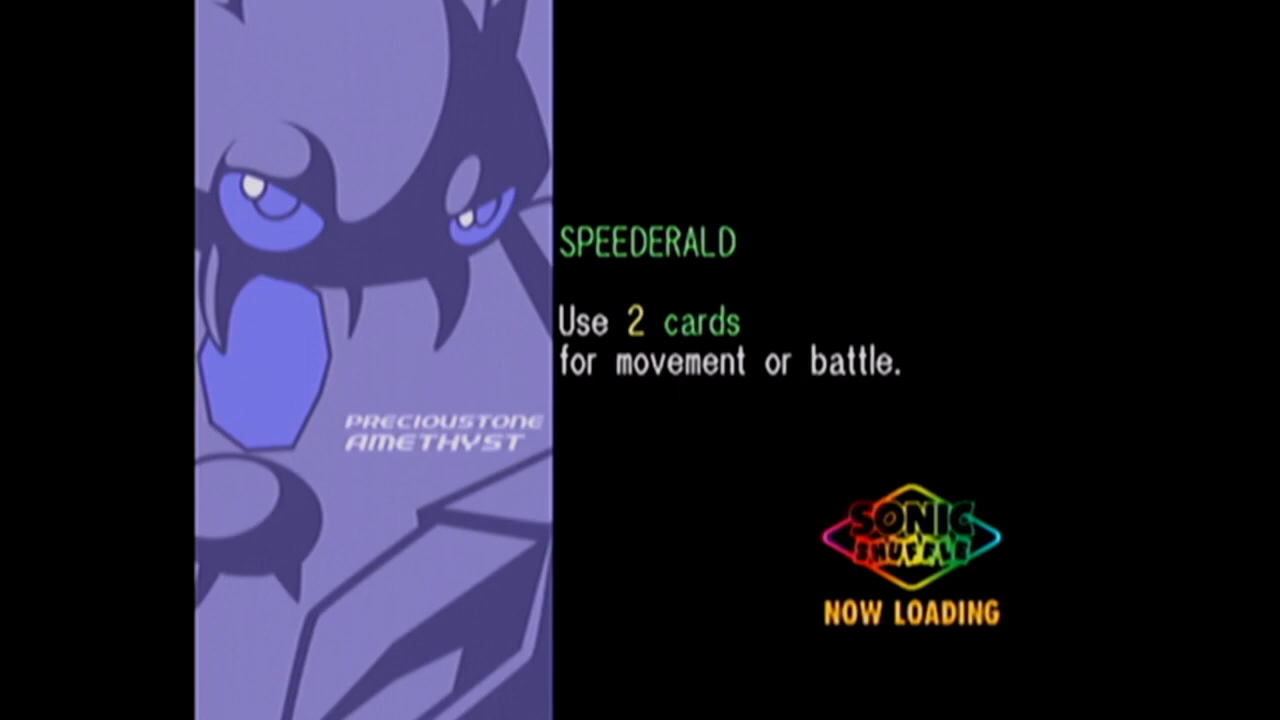 SPEEDERALD
Use 2 cards
for movement or battle.
PRECIOUSTONE
AMETHYST
SONIC
SHUFFLE
NOW LOADING